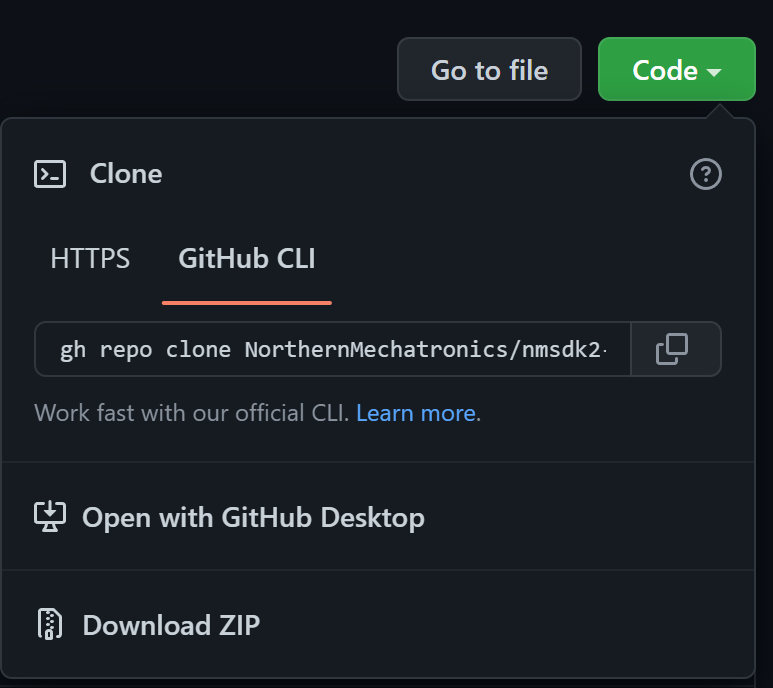 Go to file Code
Clone
HTTPS GitHub CLI
gh repo clone NorthernMechatronics/nmsdk2-
Work fast with our official CLI. Learn more.
Open with GitHub Desktop
Download ZIP